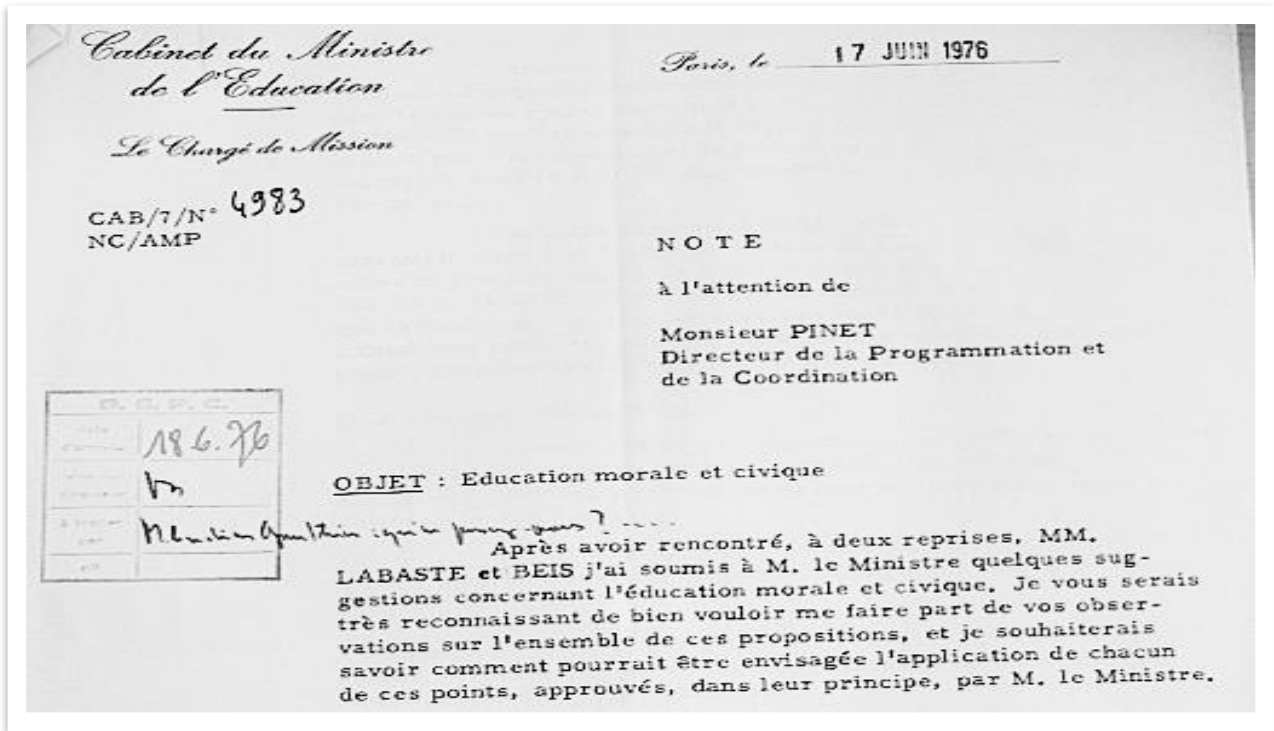 Cabinet du Ministre
de l'Education
Le Chargé de Mission
Paris, le 17 JUIN 1976
CAB/7/N° 4983
NC/AMP
N O T E
à l'attention de
Monsieur PINET
Directeur de la Programmation et
de la Coordination
18.6.76
OBJET : Education morale et civique
Après avoir rencontré, à deux reprises, MM.
LABASTE et BEIS j'ai soumis à M. le Ministre quelques sug-
gestions concernant l'éducation morale et civique. Je vous serais
très reconnaissant de bien vouloir me faire part de vos obser-
vations sur l'ensemble de ces propositions, et je souhaiterais
savoir comment pourrait être envisagée l'application de chacun
de ces points, approuvés, dans leur principe, par M. le Ministre.